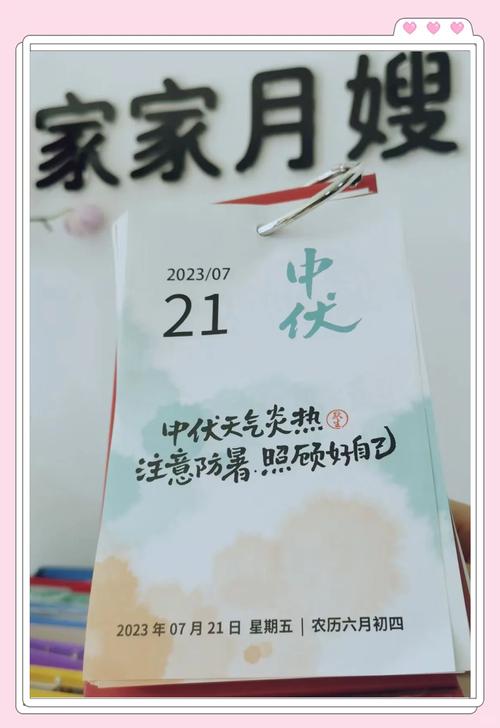 家家月嫂
2023/07
21
中伏
中伏天气炎热
注意防暑·照顾好自己
2023年07月21日 星期五 | 农历六月初四